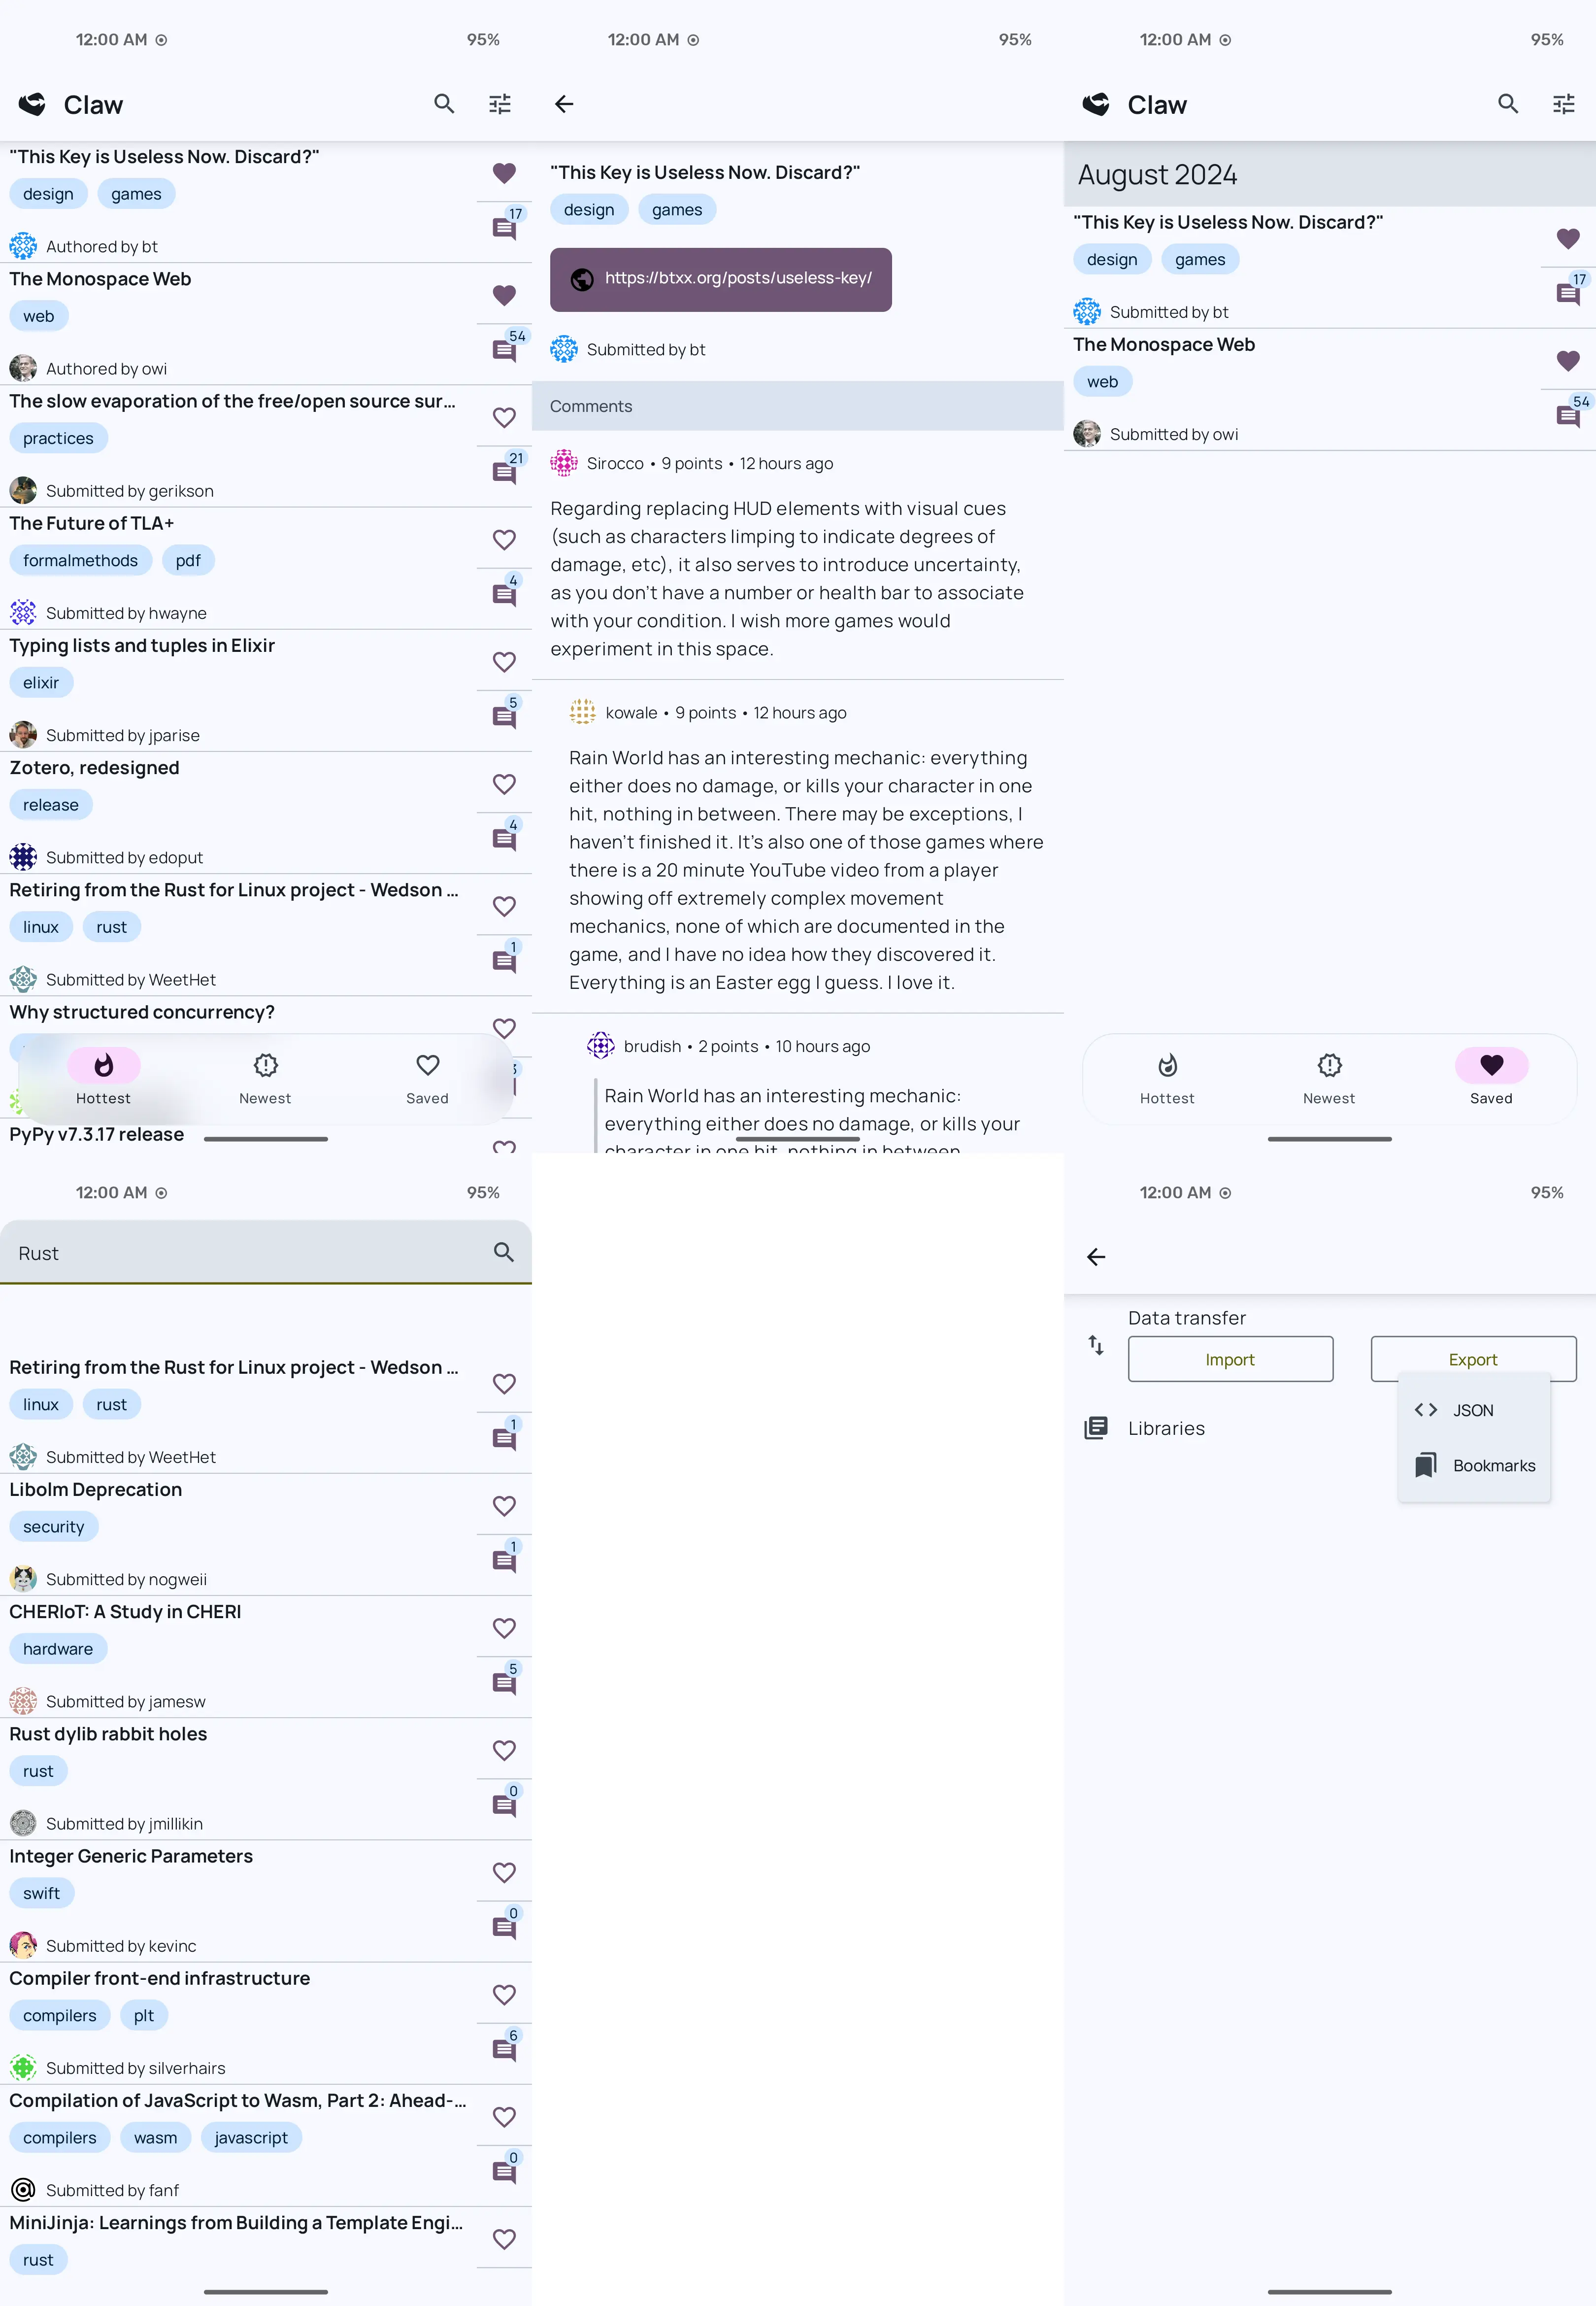 12:00 AM
95%
Claw
"This Key is Useless Now. Discard?"
design games
17
Authored by bt
The Monospace Web
web
54
Authored by owi
The slow evaporation of the free/open source sur…
practices
21
Submitted by gerikson
The Future of TLA+
formalmethods pdf
4
Submitted by hwayne
Typing lists and tuples in Elixir
elixir
5
Submitted by jparise
Zotero, redesigned
release
4
Submitted by edoput
Retiring from the Rust for Linux project - Wedson …
linux rust
1
Submitted by WeetHet
Why structured concurrency?
3
Hottest
Newest
Saved
PyPy v7.3.17 release
12:00 AM
95%
"This Key is Useless Now. Discard?"
design games
https://btxx.org/posts/useless-key/
Submitted by bt
Comments
Sirocco • 9 points • 12 hours ago
Regarding replacing HUD elements with visual cues
(such as characters limping to indicate degrees of
damage, etc), it also serves to introduce uncertainty,
as you don't have a number or health bar to associate
with your condition. I wish more games would
experiment in this space.
kowale • 9 points • 12 hours ago
Rain World has an interesting mechanic: everything
either does no damage, or kills your character in one
hit, nothing in between. There may be exceptions, I
haven't finished it. It's also one of those games where
there is a 20 minute YouTube video from a player
showing off extremely complex movement
mechanics, none of which are documented in the
game, and I have no idea how they discovered it.
Everything is an Easter egg I guess. I love it.
brudish • 2 points • 10 hours ago
Rain World has an interesting mechanic:
everything either does no damage, or kills your
character in one hit, nothing in between
12:00 AM
95%
Claw
August 2024
"This Key is Useless Now. Discard?"
design games
17
Submitted by bt
The Monospace Web
web
54
Submitted by owi
Hottest
Newest
Saved
12:00 AM
95%
Rust
Retiring from the Rust for Linux project - Wedson …
linux rust
1
Submitted by WeetHet
Libolm Deprecation
security
1
Submitted by nogweii
CHERIoT: A Study in CHERI
hardware
5
Submitted by jamesw
Rust dylib rabbit holes
rust
0
Submitted by jmillikin
Integer Generic Parameters
swift
0
Submitted by kevinc
Compiler front-end infrastructure
compilers plt
6
Submitted by silverhairs
Compilation of JavaScript to Wasm, Part 2: Ahead-…
compilers wasm javascript
0
Submitted by fanf
MiniJinja: Learnings from Building a Template Engi…
rust
12:00 AM
95%
Data transfer
Import
Export
JSON
Bookmarks
Libraries